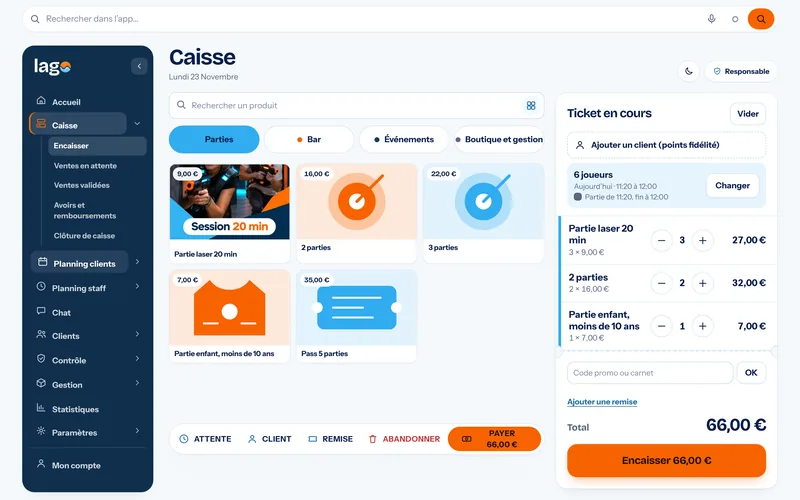 Rechercher dans l'app...
lago
Accueil
Caisse
Encaisser
Ventes en attente
Ventes validées
Avoirs et
remboursements
Clôture de caisse
Planning clients
Planning staff
Chat
Clients
Contrôle
Gestion
Statistiques
Paramètres
Mon compte
Caisse
Lundi 23 Novembre
Responsable
Rechercher un produit
Parties
Bar
Événements
Boutique et gestion
9,00 €
Session 20 min
Partie laser 20 min
16,00 €
2 parties
22,00 €
3 parties
7,00 €
Partie enfant, moins de 10 ans
35,00 €
Pass 5 parties
ATTENTE
CLIENT
REMISE
ABANDONNER
PAYER
66,00 €
Ticket en cours
Vider
Ajouter un client (points fidélité)
6 joueurs
Aujourd'hui · 11:20 à 12:00
Partie de 11:20, fin à 12:00
Changer
Partie laser 20
min
3 × 9,00 €
3
27,00 €
2 parties
2 × 16,00 €
2
32,00 €
Partie enfant,
moins de 10 ans
1 × 7,00 €
1
7,00 €
Code promo ou carnet
OK
Ajouter une remise
Total
66,00 €
Encaisser 66,00 €